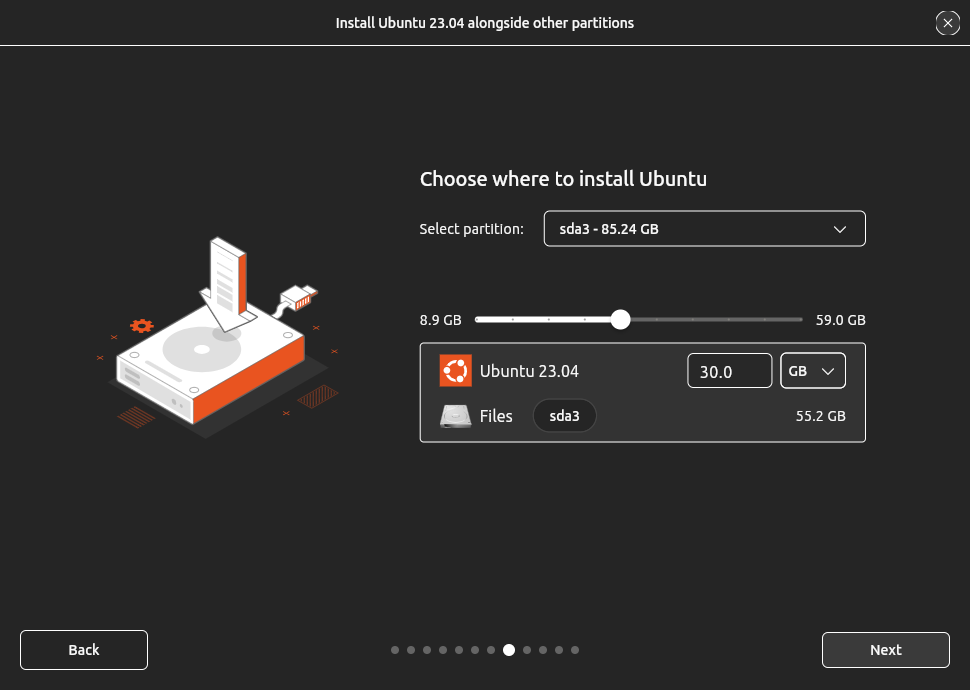 Install Ubuntu 23.04 alongside other partitions
Choose where to install Ubuntu
Select partition: sda3 - 85.24 GB
8.9 GB 59.0 GB
Ubuntu 23.04 30.0 GB
Files sda3 55.2 GB
Back Next